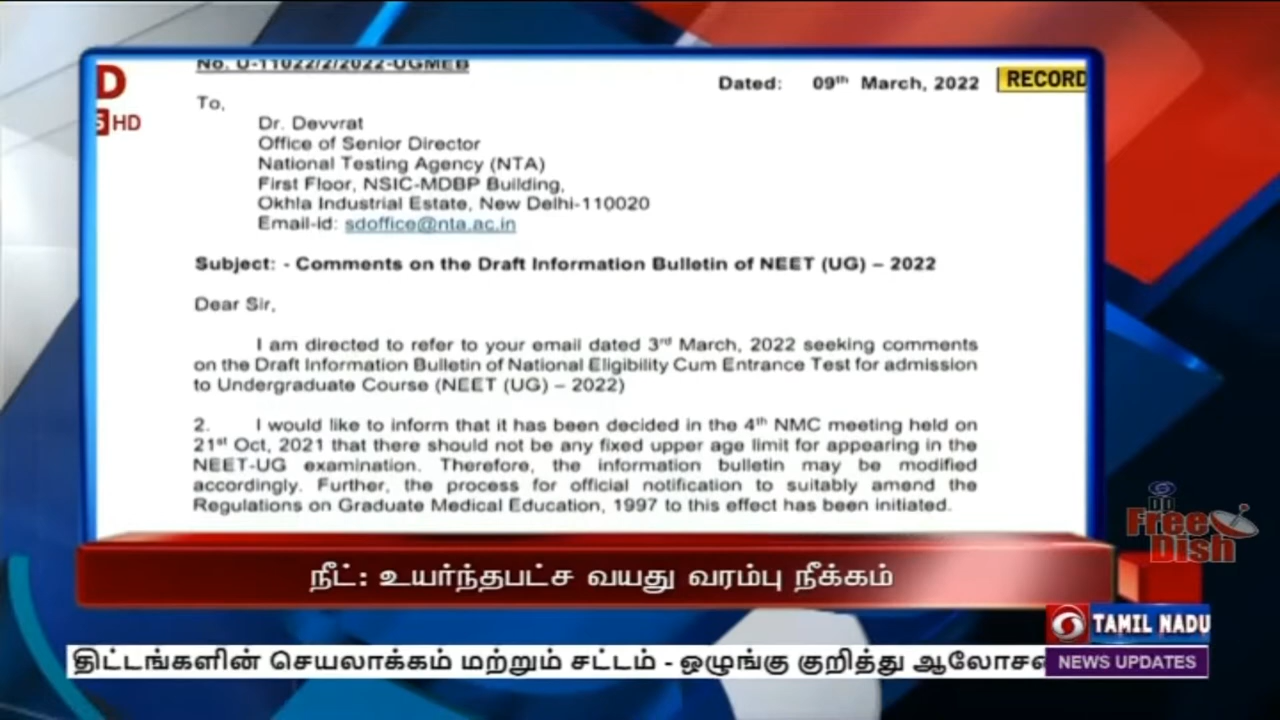 D
S HD
No. U-11022/2/2022-UGMEB
Dated: 09th March, 2022
RECORD
To,
Dr. Devvrat
Office of Senior Director
National Testing Agency (NTA)
First Floor, NSIC-MDBP Building,
Okhla Industrial Estate, New Delhi-110020
Email-id: sdoffice@nta.ac.in
Subject: - Comments on the Draft Information Bulletin of NEET (UG) – 2022
Dear Sir,
I am directed to refer to your email dated 3rd March, 2022 seeking comments
on the Draft Information Bulletin of National Eligibility Cum Entrance Test for admission
to Undergraduate Course (NEET (UG) – 2022)
2. I would like to inform that it has been decided in the 4th NMC meeting held on
21st Oct, 2021 that there should not be any fixed upper age limit for appearing in the
NEET-UG examination. Therefore, the information bulletin may be modified
accordingly. Further, the process for official notification to suitably amend the
Regulations on Graduate Medical Education, 1997 to this effect has been initiated.
DD
Free
Dish
நீட்: உயர்ந்தபட்ச வயது வரம்பு நீக்கம்
TAMIL NADU
NEWS UPDATES
திட்டங்களின் செயலாக்கம் மற்றும் சட்டம் - ஒழுங்கு குறித்து